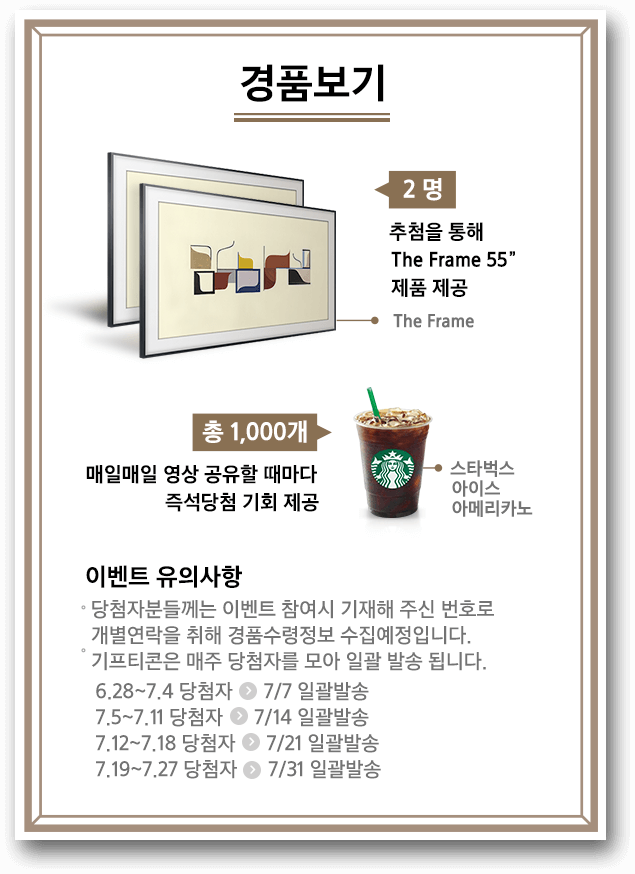 경품보기
2 명
추첨을 통해
The Frame 55”
제품 제공
The Frame
총 1,000개
매일매일 영상 공유할 때마다
즉석당첨 기회 제공
스타벅스
아이스
아메리카노
이벤트 유의사항
◦ 당첨자분들께는 이벤트 참여시 기재해 주신 번호로
개별연락을 취해 경품수령정보 수집예정입니다.
◦ 기프티콘은 매주 당첨자를 모아 일괄 발송 됩니다.
6.28~7.4 당첨자 > 7/7 일괄발송
7.5~7.11 당첨자 > 7/14 일괄발송
7.12~7.18 당첨자 > 7/21 일괄발송
7.19~7.27 당첨자 > 7/31 일괄발송